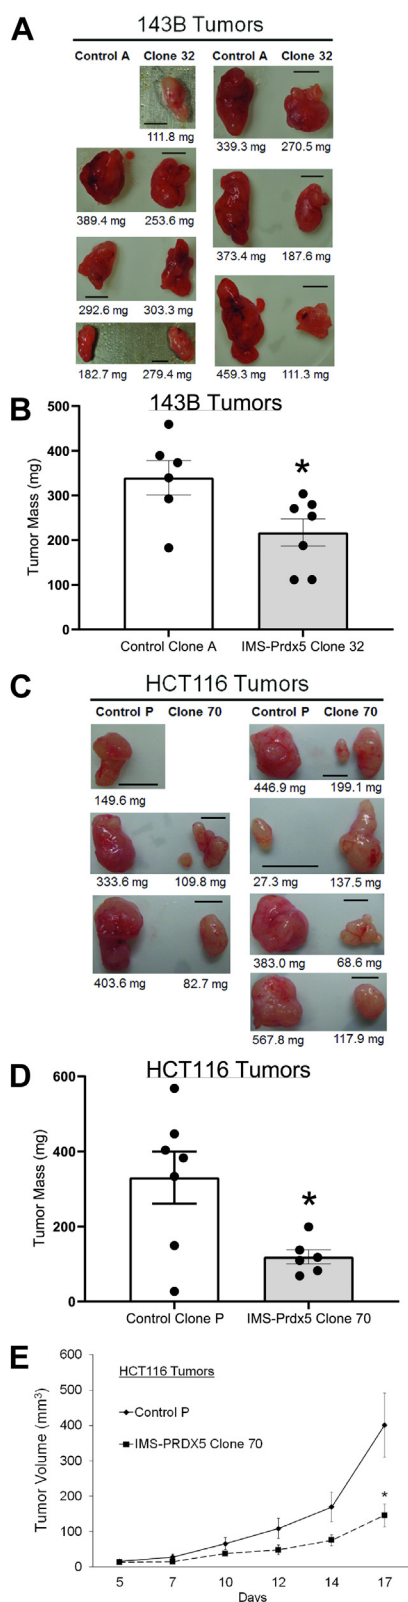 A
143B Tumors
Control A Clone 32 Control A Clone 32
111.8 mg
339.3 mg 270.5 mg
389.4 mg 253.6 mg
373.4 mg 187.6 mg
292.6 mg 303.3 mg
182.7 mg 279.4 mg
459.3 mg 111.3 mg
B
143B Tumors
Tumor Mass (mg)
500
400
300
200
100
0
*
Control Clone A IMS-Prdx5 Clone 32
C
HCT116 Tumors
Control P Clone 70 Control P Clone 70
149.6 mg
446.9 mg 199.1 mg
333.6 mg 109.8 mg
27.3 mg 137.5 mg
403.6 mg 82.7 mg
383.0 mg 68.6 mg
567.8 mg 117.9 mg
D
HCT116 Tumors
Tumor Mass (mg)
600
400
200
0
*
Control Clone P IMS-Prdx5 Clone 70
E
HCT116 Tumors
Control P
IMS-PRDX5 Clone 70
Tumor Volume (mm³)
600
500
400
300
200
100
0
*
5 7 10 12 14 17
Days